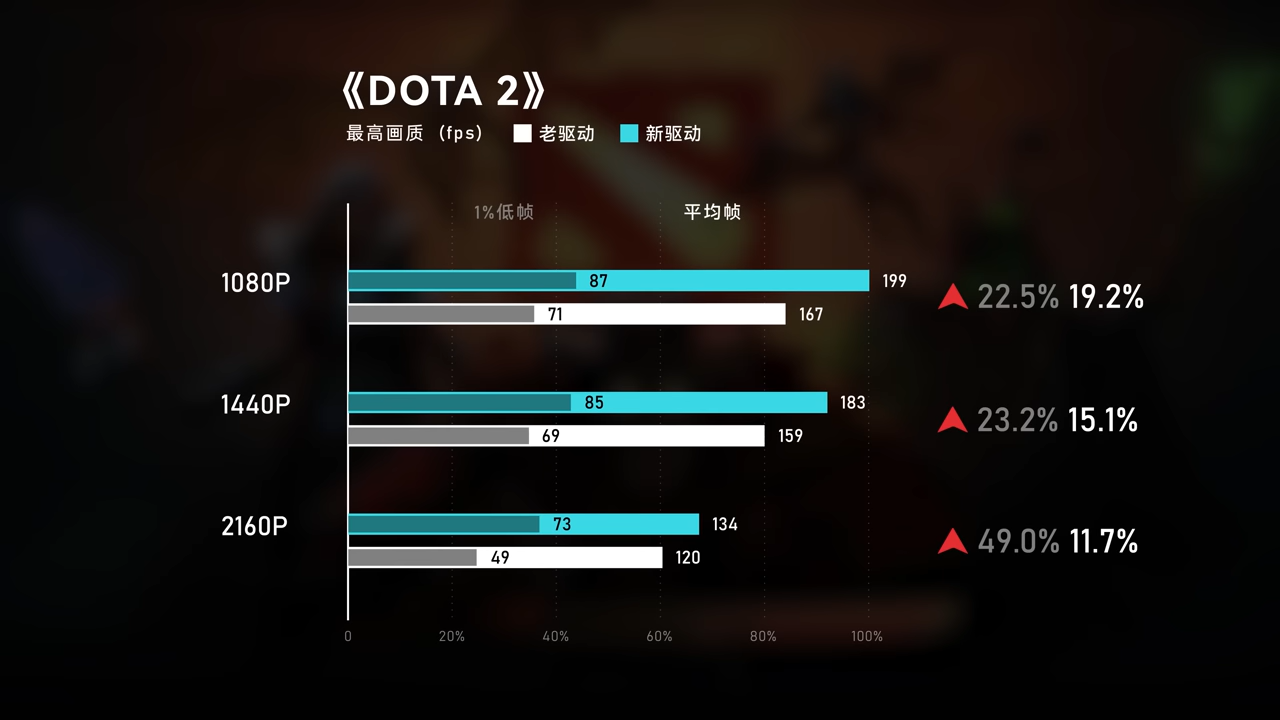 《DOTA 2》
最高画质 (fps) 老驱动 新驱动
1%低帧 平均帧
1080P 87 199 22.5% 19.2%
71 167
1440P 85 183 23.2% 15.1%
69 159
2160P 73 134 49.0% 11.7%
49 120
0 20% 40% 60% 80% 100%